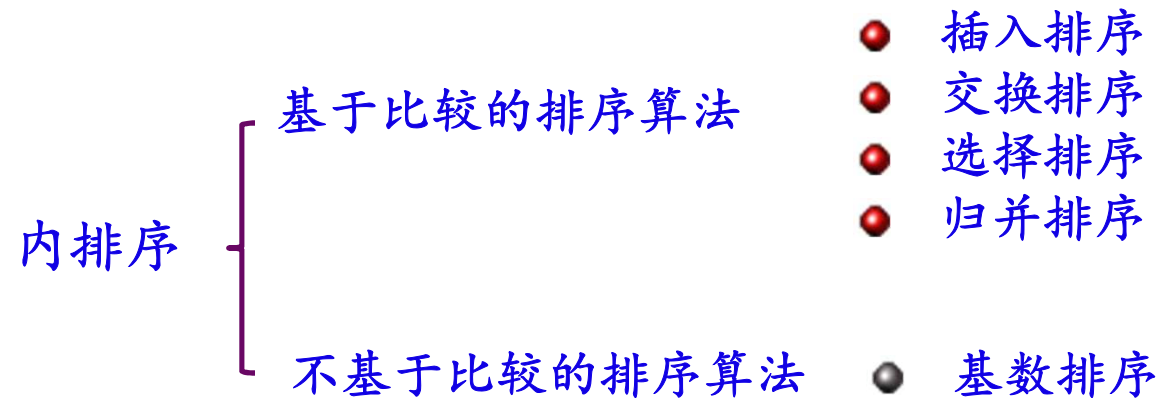 内排序
基于比较的排序算法
插入排序
交换排序
选择排序
归并排序
不基于比较的排序算法
基数排序